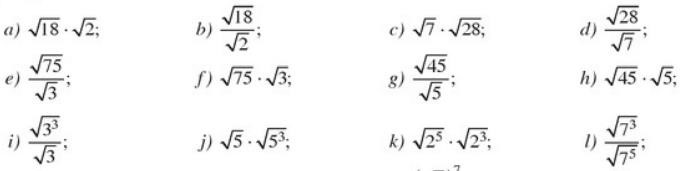 a) √18 · √2; b) √18/√2; c) √7 · √28; d) √28/√7;
e) √75/√3; f) √75 · √3; g) √45/√5; h) √45 · √5;
i) √3³/√3; j) √5 · √5³; k) √2⁵ · √2³; l) √7³/√7⁵;